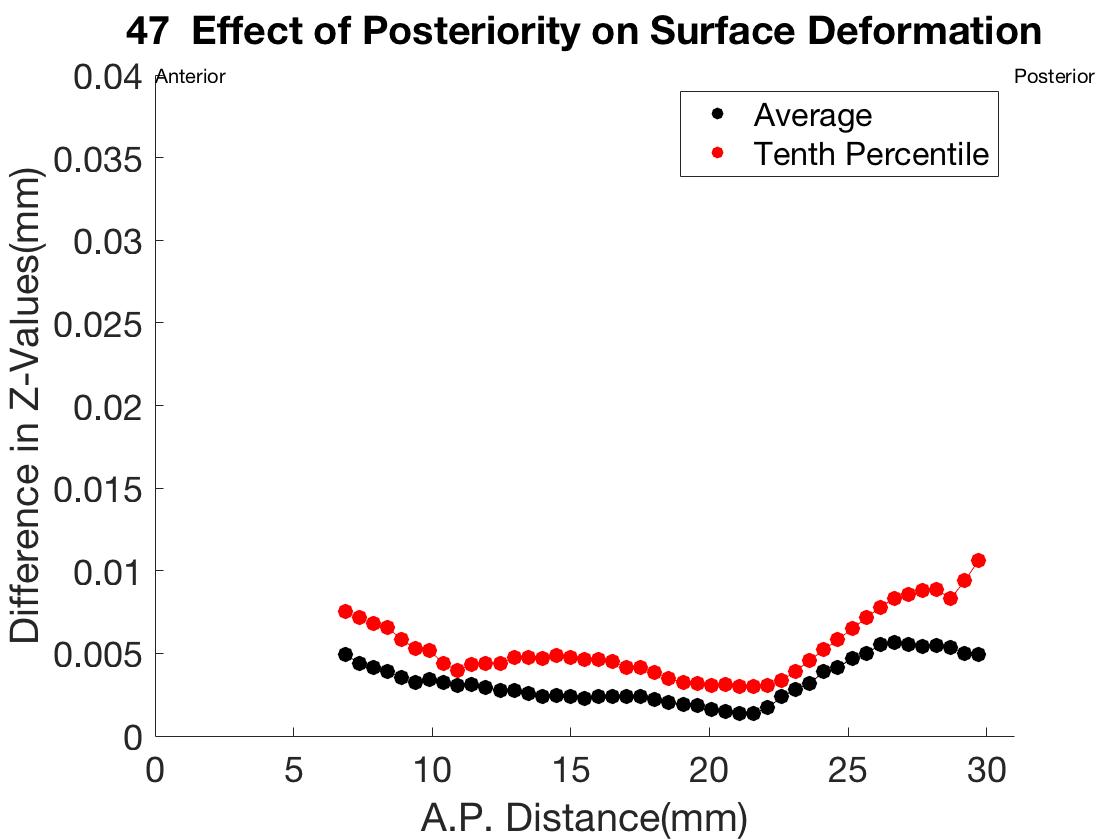 47 Effect of Posteriority on Surface Deformation
Anterior
Posterior
Average
Tenth Percentile
Difference in Z-Values(mm)
0.04
0.035
0.03
0.025
0.02
0.015
0.01
0.005
0
0 5 10 15 20 25 30
A.P. Distance(mm)